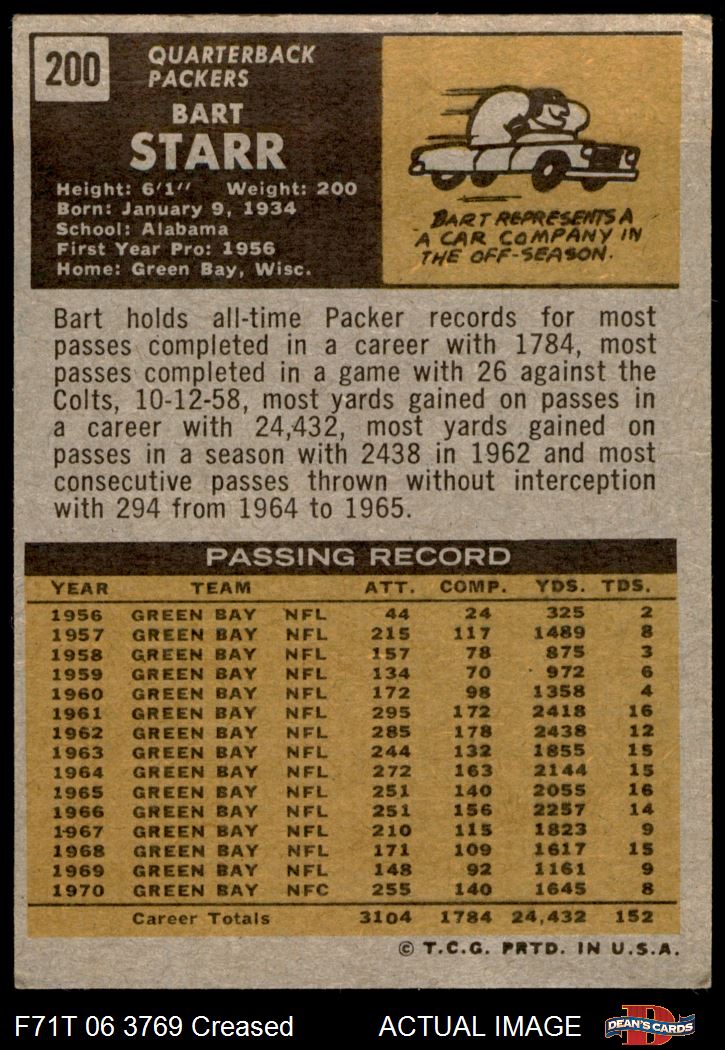 200
QUARTERBACK
PACKERS
BART
STARR
Height: 6'1" Weight: 200
Born: January 9, 1934
School: Alabama
First Year Pro: 1956
Home: Green Bay, Wisc.
BART REPRESENTS A
A CAR COMPANY IN
THE OFF-SEASON.
Bart holds all-time Packer records for most
passes completed in a career with 1784, most
passes completed in a game with 26 against the
Colts, 10-12-58, most yards gained on passes in
a career with 24,432, most yards gained on
passes in a season with 2438 in 1962 and most
consecutive passes thrown without interception
with 294 from 1964 to 1965.
PASSING RECORD
YEAR TEAM ATT. COMP. YDS. TDS.
1956 GREEN BAY NFL 44 24 325 2
1957 GREEN BAY NFL 215 117 1489 8
1958 GREEN BAY NFL 157 78 875 3
1959 GREEN BAY NFL 134 70 972 6
1960 GREEN BAY NFL 172 98 1358 4
1961 GREEN BAY NFL 295 172 2418 16
1962 GREEN BAY NFL 285 178 2438 12
1963 GREEN BAY NFL 244 132 1855 15
1964 GREEN BAY NFL 272 163 2144 15
1965 GREEN BAY NFL 251 140 2055 16
1966 GREEN BAY NFL 251 156 2257 14
1967 GREEN BAY NFL 210 115 1823 9
1968 GREEN BAY NFL 171 109 1617 15
1969 GREEN BAY NFL 148 92 1161 9
1970 GREEN BAY NFC 255 140 1645 8
Career Totals 3104 1784 24,432 152
© T.C.G. PRTD. IN U.S.A.
F71T 06 3769 Creased ACTUAL IMAGE
D
DEAN'S CARDS